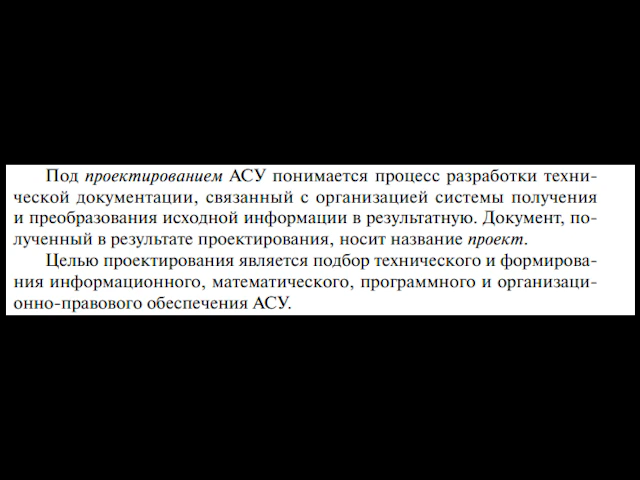 Под проектированием АСУ понимается процесс разработки техни-
ческой документации, связанный с организацией системы получения
и преобразования исходной информации в результатную. Документ, по-
лученный в результате проектирования, носит название проект.
Целью проектирования является подбор технического и формирова-
ния информационного, математического, программного и организаци-
онно-правового обеспечения АСУ.